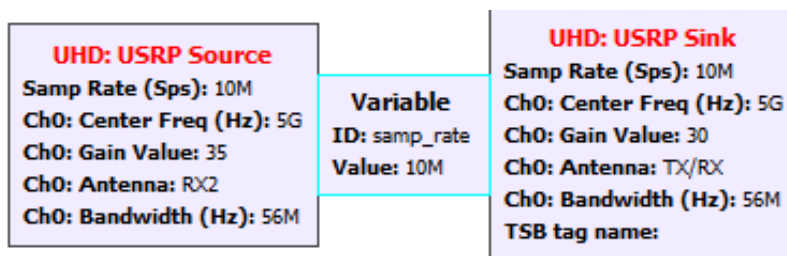 UHD: USRP Source
Samp Rate (Sps): 10M
Ch0: Center Freq (Hz): 5G
Ch0: Gain Value: 35
Ch0: Antenna: RX2
Ch0: Bandwidth (Hz): 56M
Variable
ID: samp_rate
Value: 10M
UHD: USRP Sink
Samp Rate (Sps): 10M
Ch0: Center Freq (Hz): 5G
Ch0: Gain Value: 30
Ch0: Antenna: TX/RX
Ch0: Bandwidth (Hz): 56M
TSB tag name: